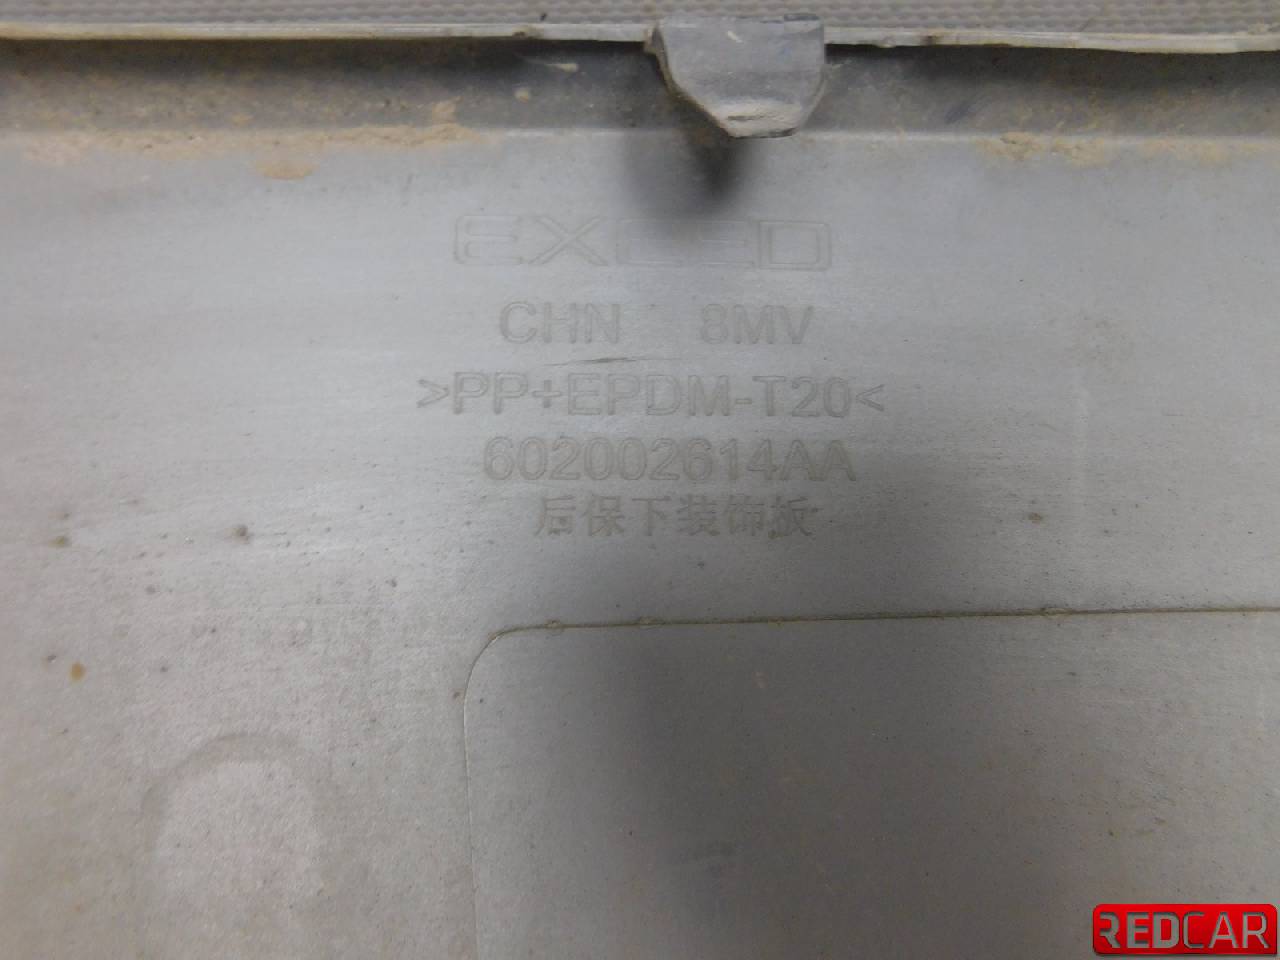 EXEED
CHN 8MV
>PP+EPDM-T20<
602002614AA
后保下装饰板
REDCAR